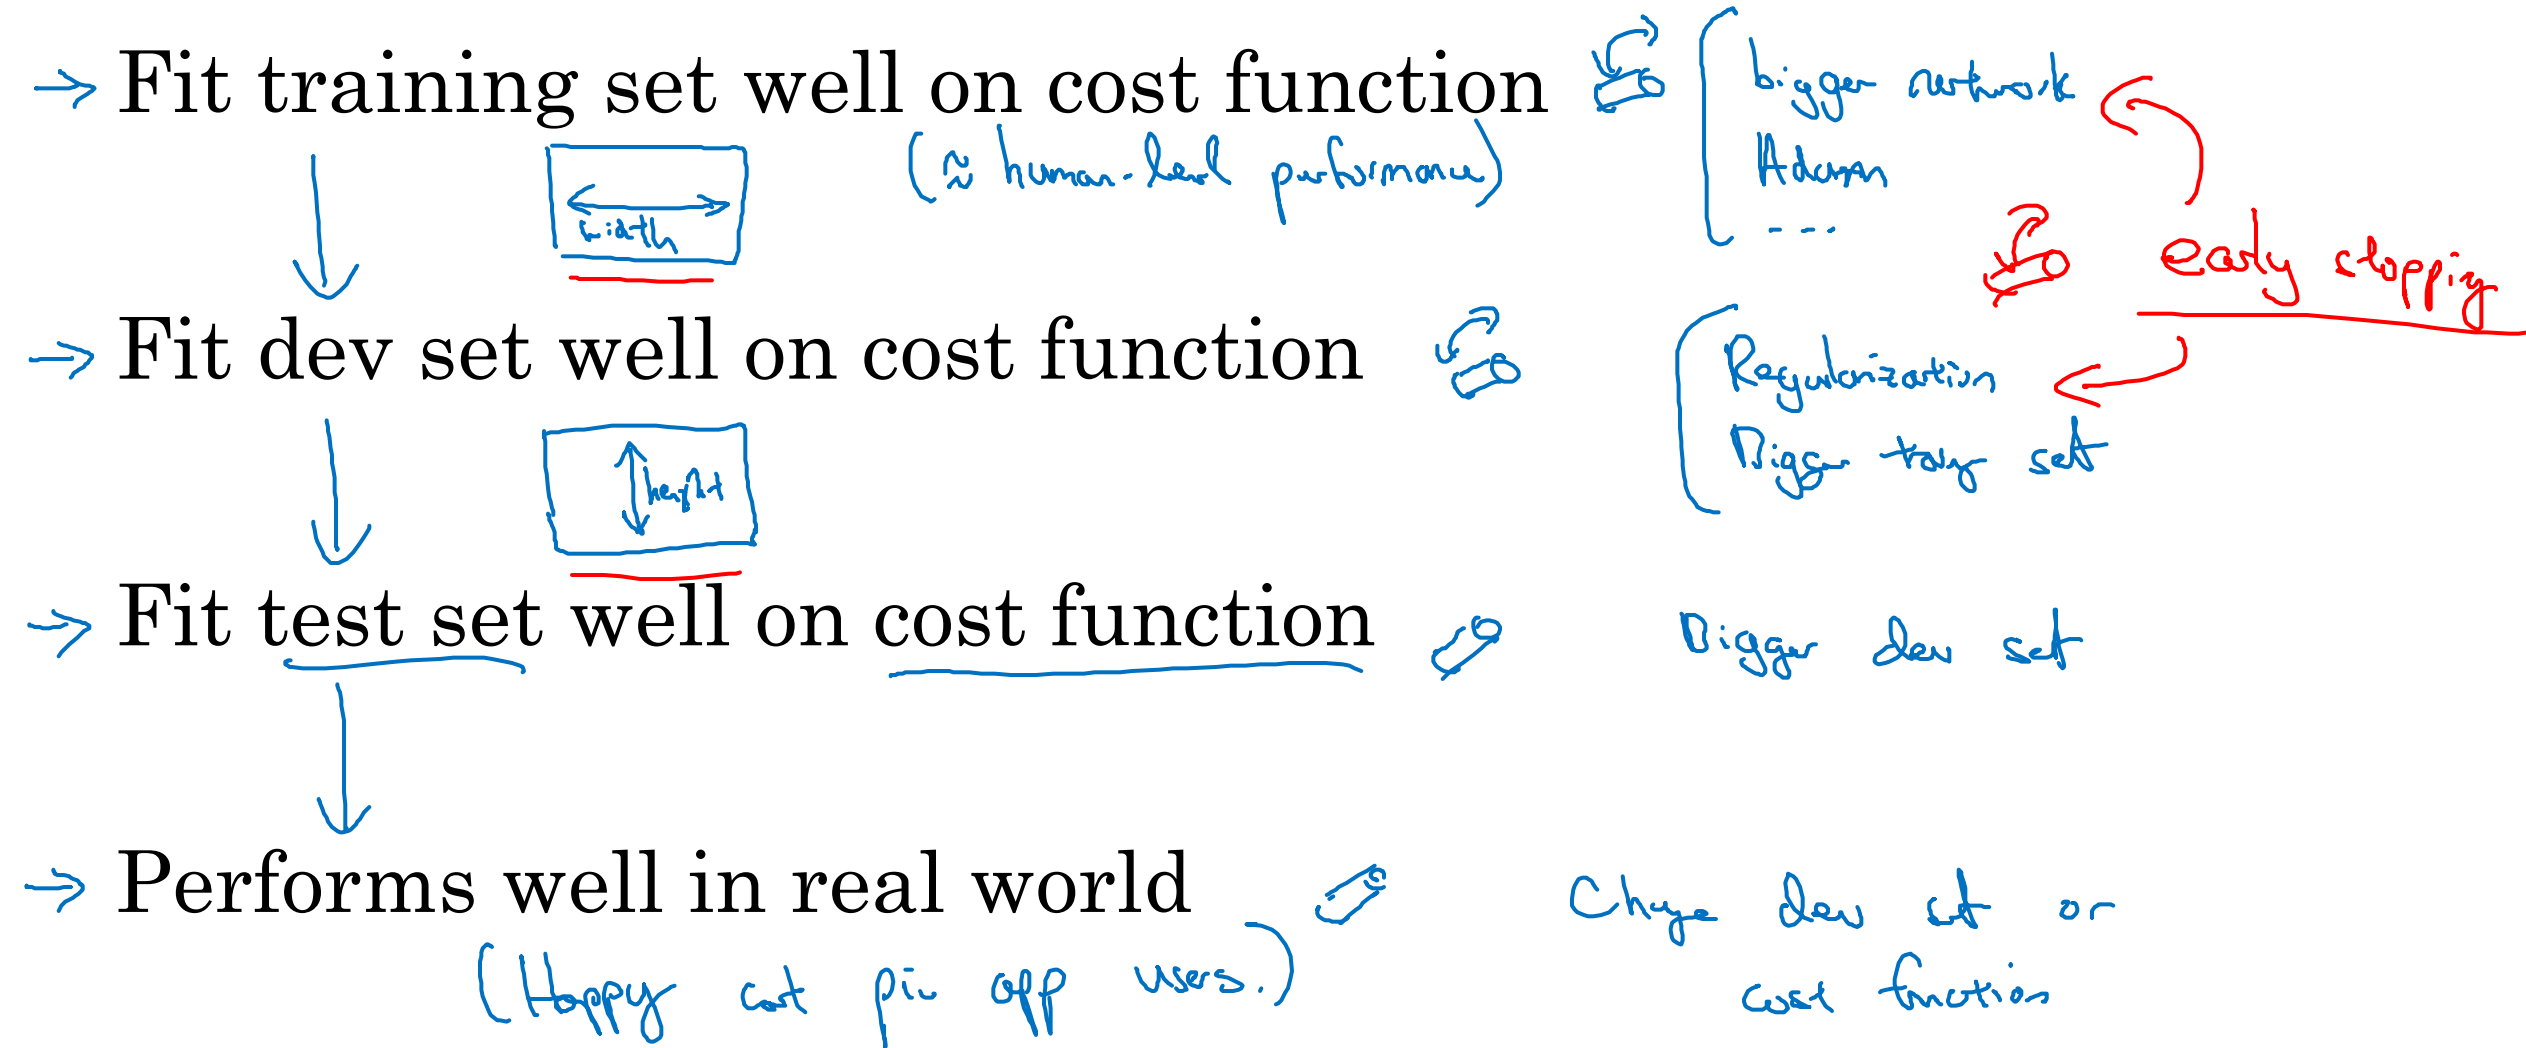 Fit training set well on cost function
(≈ human-level performance)
bigger network
Adam
...
width
early stopping
Fit dev set well on cost function
Regularization
Bigger set
height
Fit test set well on cost function
Bigger dev set
Performs well in real world
(Happy cat pic app users.)
Change dev set or
cost function